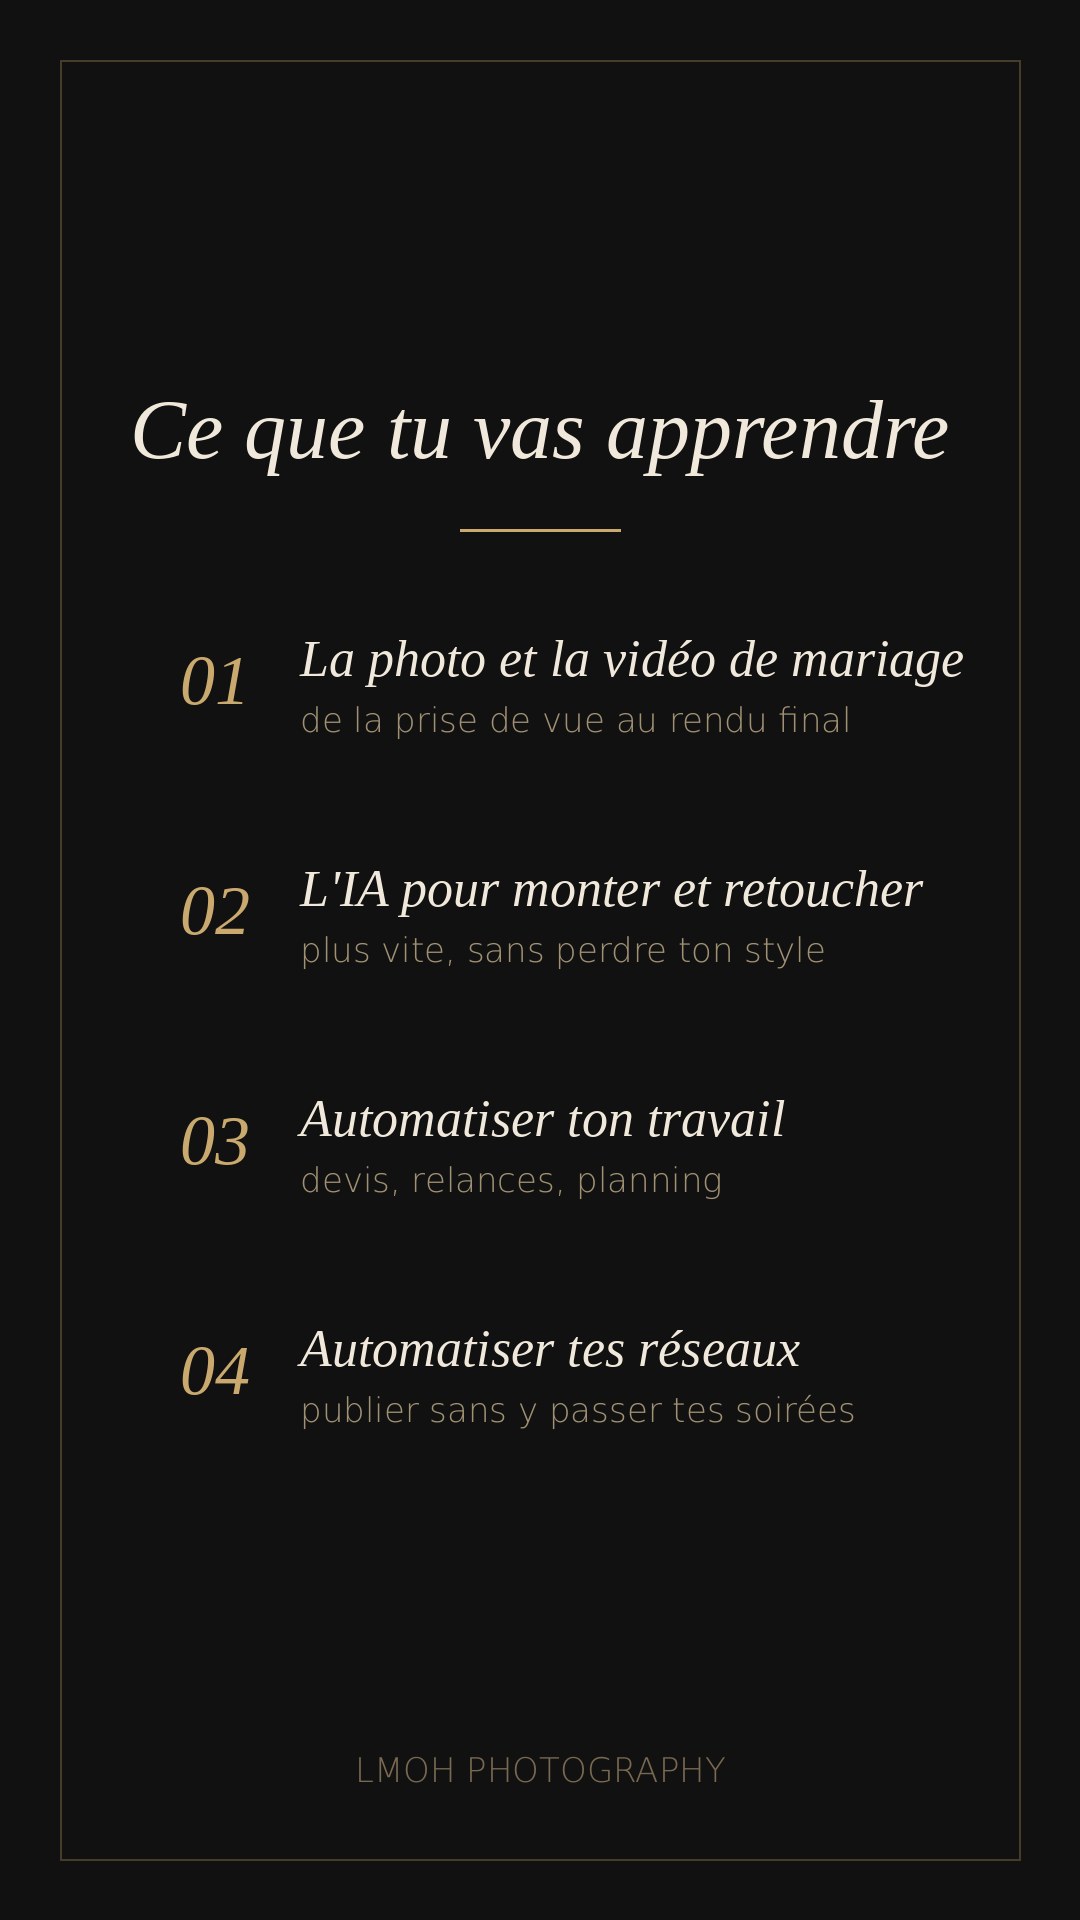 Ce que tu vas apprendre
01
La photo et la vidéo de mariage
de la prise de vue au rendu final
02
L'IA pour monter et retoucher
plus vite, sans perdre ton style
03
Automatiser ton travail
devis, relances, planning
04
Automatiser tes réseaux
publier sans y passer tes soirées
LMOH PHOTOGRAPHY